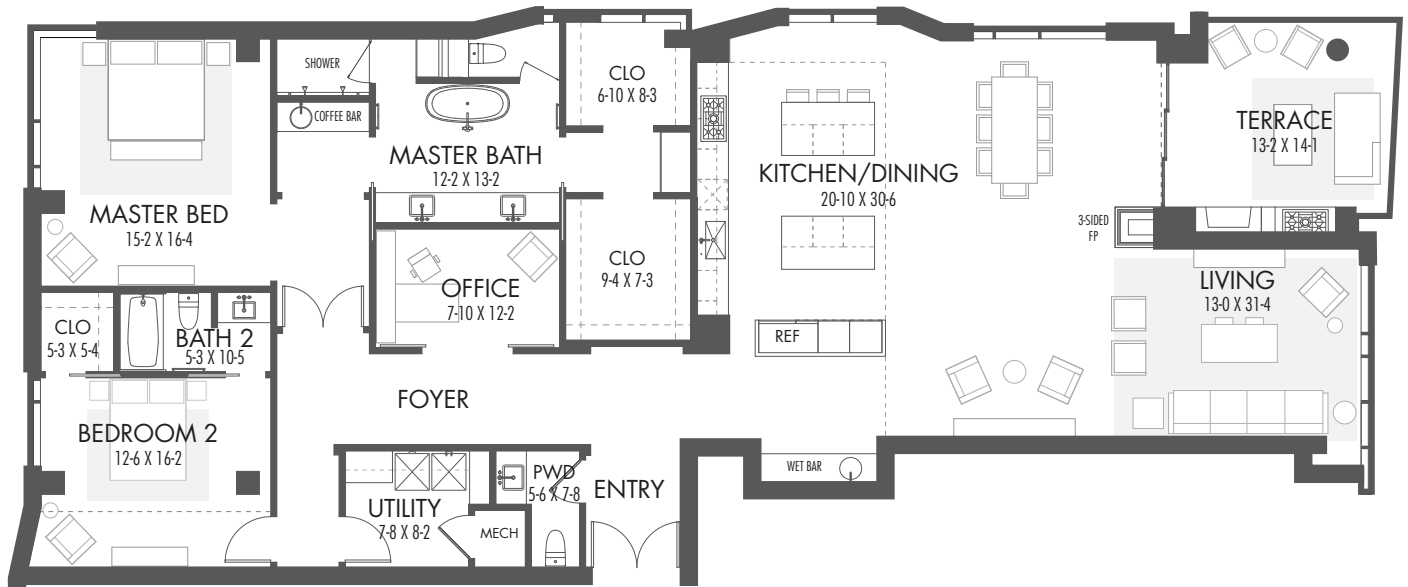 SHOWER
COFFEE BAR
CLO
6-10 X 8-3
MASTER BATH
12-2 X 13-2
MASTER BED
15-2 X 16-4
KITCHEN/DINING
20-10 X 30-6
TERRACE
13-2 X 14-1
3-SIDED
FP
OFFICE
7-10 X 12-2
CLO
9-4 X 7-3
LIVING
13-0 X 31-4
CLO
5-3 X 5-4
BATH 2
5-3 X 10-5
REF
FOYER
BEDROOM 2
12-6 X 16-2
WET BAR
UTILITY
7-8 X 8-2
MECH
PWD
5-6 X 7-8
ENTRY